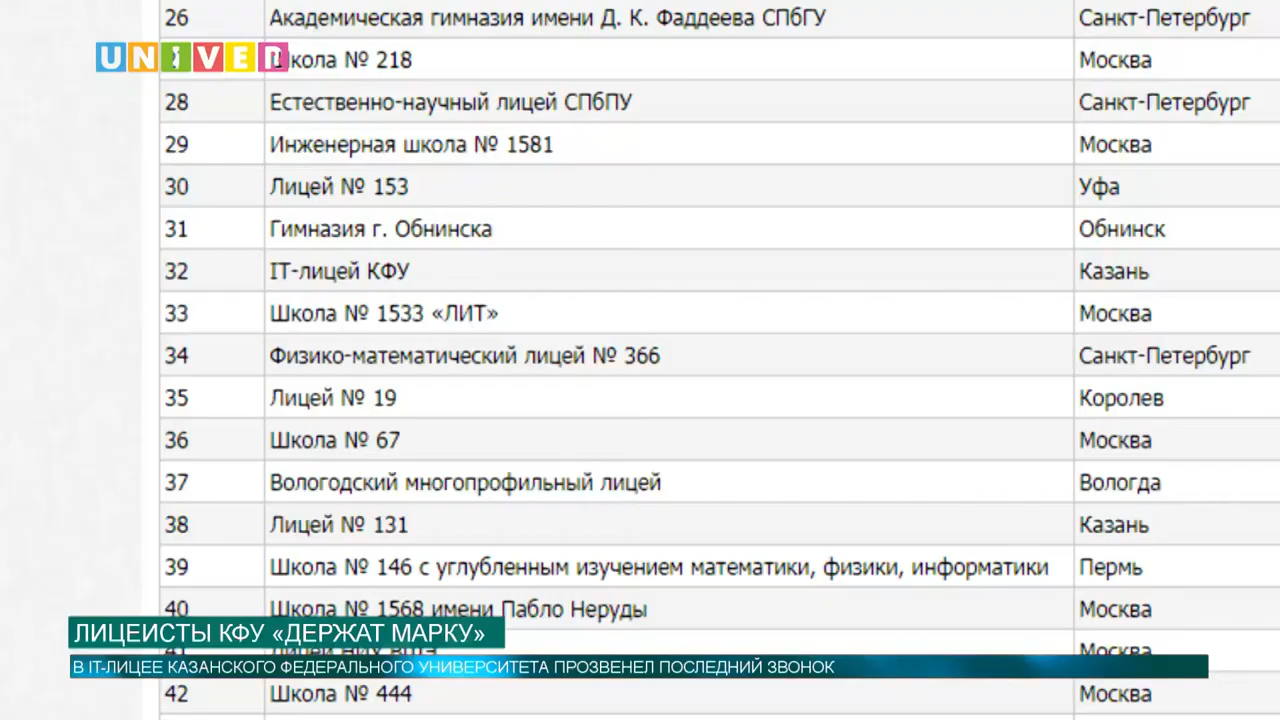 26 Академическая гимназия имени Д. К. Фаддеева СПбГУ Санкт-Петербург
UNIVER
Школа № 218 Москва
28 Естественно-научный лицей СПбПУ Санкт-Петербург
29 Инженерная школа № 1581 Москва
30 Лицей № 153 Уфа
31 Гимназия г. Обнинска Обнинск
32 IT-лицей КФУ Казань
33 Школа № 1533 «ЛИТ» Москва
34 Физико-математический лицей № 366 Санкт-Петербург
35 Лицей № 19 Королев
36 Школа № 67 Москва
37 Вологодский многопрофильный лицей Вологда
38 Лицей № 131 Казань
39 Школа № 146 с углубленным изучением математики, физики, информатики Пермь
40 Школа № 1568 имени Пабло Неруды Москва
ЛИЦЕИСТЫ КФУ «ДЕРЖАТ МАРКУ»
41 Москва
В IT-ЛИЦЕЕ КАЗАНСКОГО ФЕДЕРАЛЬНОГО УНИВЕРСИТЕТА ПРОЗВЕНЕЛ ПОСЛЕДНИЙ ЗВОНОК
42 Школа № 444 Москва